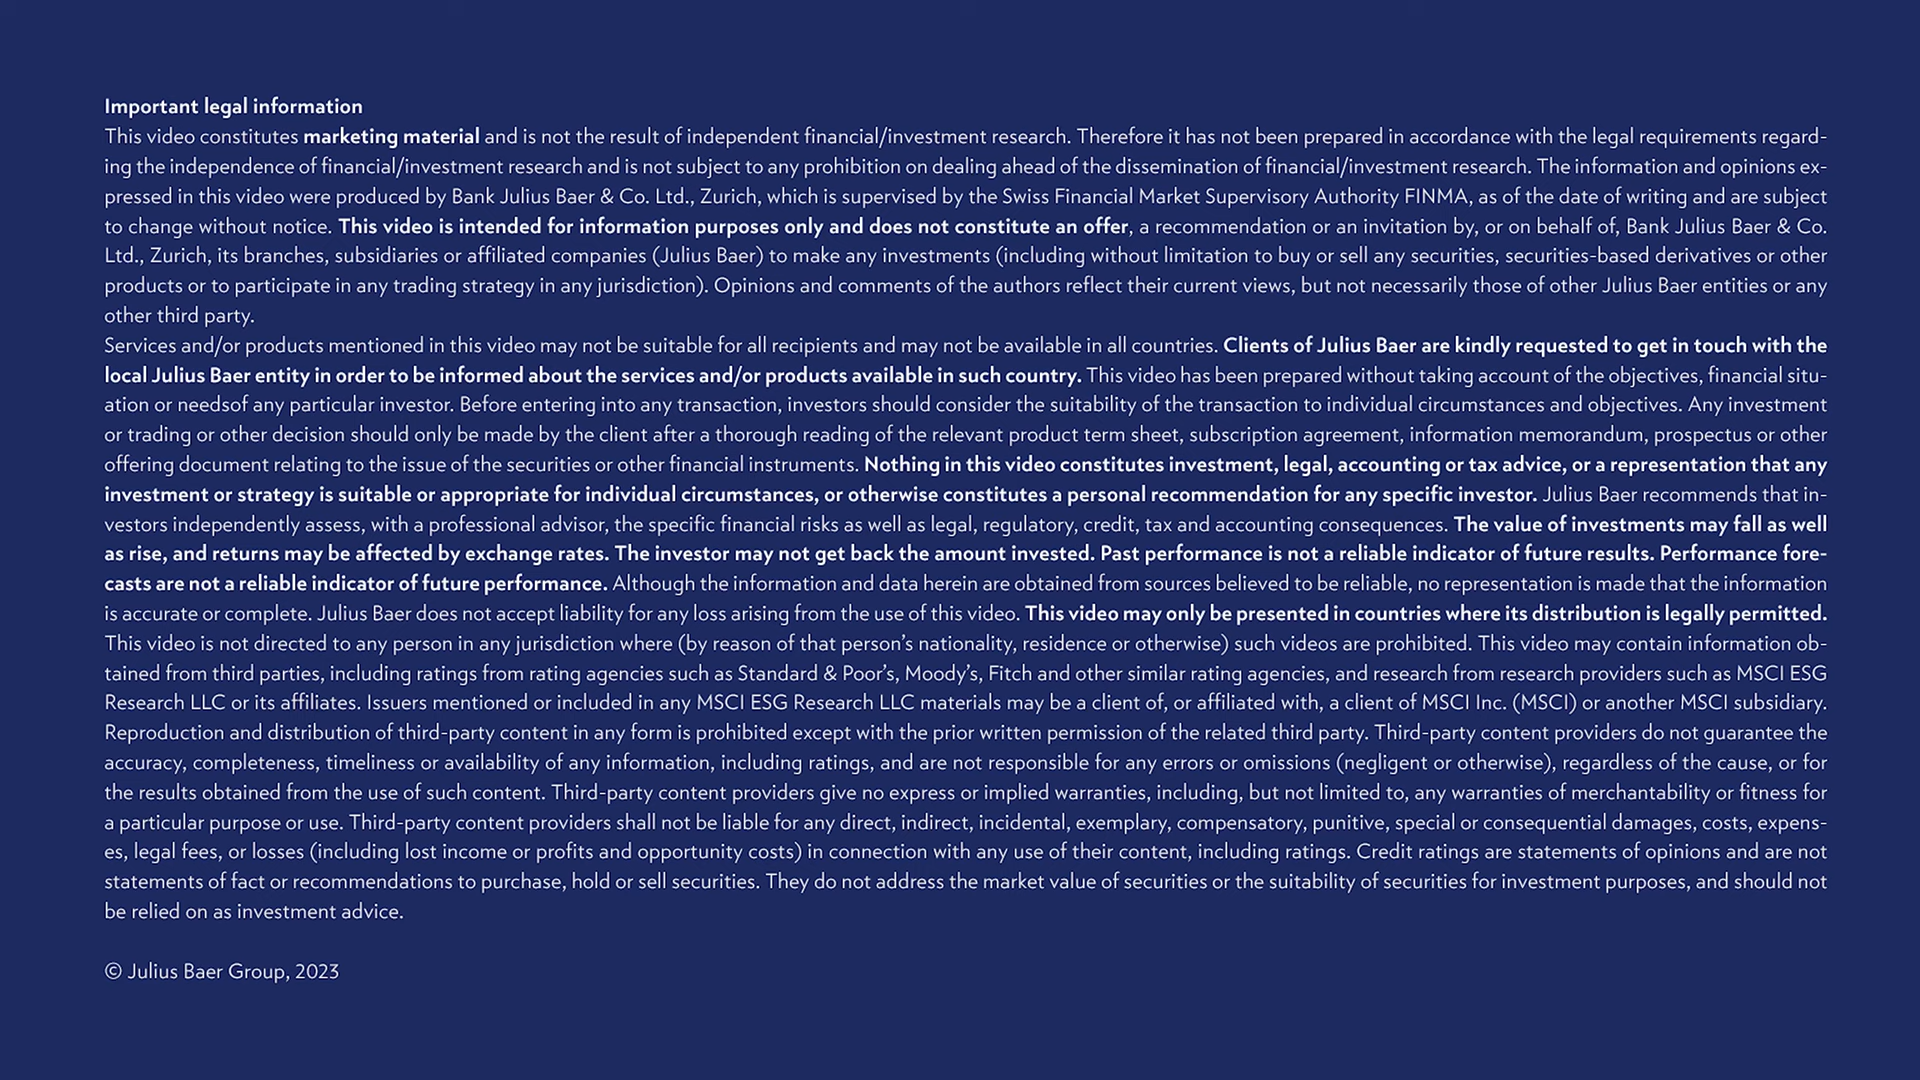 Important legal information
This video constitutes marketing material and is not the result of independent financial/investment research. Therefore it has not been prepared in accordance with the legal requirements regard-
ing the independence of financial/investment research and is not subject to any prohibition on dealing ahead of the dissemination of financial/investment research. The information and opinions ex-
pressed in this video were produced by Bank Julius Baer & Co. Ltd., Zurich, which is supervised by the Swiss Financial Market Supervisory Authority FINMA, as of the date of writing and are subject
to change without notice. This video is intended for information purposes only and does not constitute an offer, a recommendation or an invitation by, or on behalf of, Bank Julius Baer & Co.
Ltd., Zurich, its branches, subsidiaries or affiliated companies (Julius Baer) to make any investments (including without limitation to buy or sell any securities, securities-based derivatives or other
products or to participate in any trading strategy in any jurisdiction). Opinions and comments of the authors reflect their current views, but not necessarily those of other Julius Baer entities or any
other third party.
Services and/or products mentioned in this video may not be suitable for all recipients and may not be available in all countries. Clients of Julius Baer are kindly requested to get in touch with the
local Julius Baer entity in order to be informed about the services and/or products available in such country. This video has been prepared without taking account of the objectives, financial situ-
ation or needsof any particular investor. Before entering into any transaction, investors should consider the suitability of the transaction to individual circumstances and objectives. Any investment
or trading or other decision should only be made by the client after a thorough reading of the relevant product term sheet, subscription agreement, information memorandum, prospectus or other
offering document relating to the issue of the securities or other financial instruments. Nothing in this video constitutes investment, legal, accounting or tax advice, or a representation that any
investment or strategy is suitable or appropriate for individual circumstances, or otherwise constitutes a personal recommendation for any specific investor. Julius Baer recommends that in-
vestors independently assess, with a professional advisor, the specific financial risks as well as legal, regulatory, credit, tax and accounting consequences. The value of investments may fall as well
as rise, and returns may be affected by exchange rates. The investor may not get back the amount invested. Past performance is not a reliable indicator of future results. Performance fore-
casts are not a reliable indicator of future performance. Although the information and data herein are obtained from sources believed to be reliable, no representation is made that the information
is accurate or complete. Julius Baer does not accept liability for any loss arising from the use of this video. This video may only be presented in countries where its distribution is legally permitted.
This video is not directed to any person in any jurisdiction where (by reason of that person’s nationality, residence or otherwise) such videos are prohibited. This video may contain information ob-
tained from third parties, including ratings from rating agencies such as Standard & Poor’s, Moody’s, Fitch and other similar rating agencies, and research from research providers such as MSCI ESG
Research LLC or its affiliates. Issuers mentioned or included in any MSCI ESG Research LLC materials may be a client of, or affiliated with, a client of MSCI Inc. (MSCI) or another MSCI subsidiary.
Reproduction and distribution of third-party content in any form is prohibited except with the prior written permission of the related third party. Third-party content providers do not guarantee the
accuracy, completeness, timeliness or availability of any information, including ratings, and are not responsible for any errors or omissions (negligent or otherwise), regardless of the cause, or for
the results obtained from the use of such content. Third-party content providers give no express or implied warranties, including, but not limited to, any warranties of merchantability or fitness for
a particular purpose or use. Third-party content providers shall not be liable for any direct, indirect, incidental, exemplary, compensatory, punitive, special or consequential damages, costs, expens-
es, legal fees, or losses (including lost income or profits and opportunity costs) in connection with any use of their content, including ratings. Credit ratings are statements of opinions and are not
statements of fact or recommendations to purchase, hold or sell securities. They do not address the market value of securities or the suitability of securities for investment purposes, and should not
be relied on as investment advice.
© Julius Baer Group, 2023